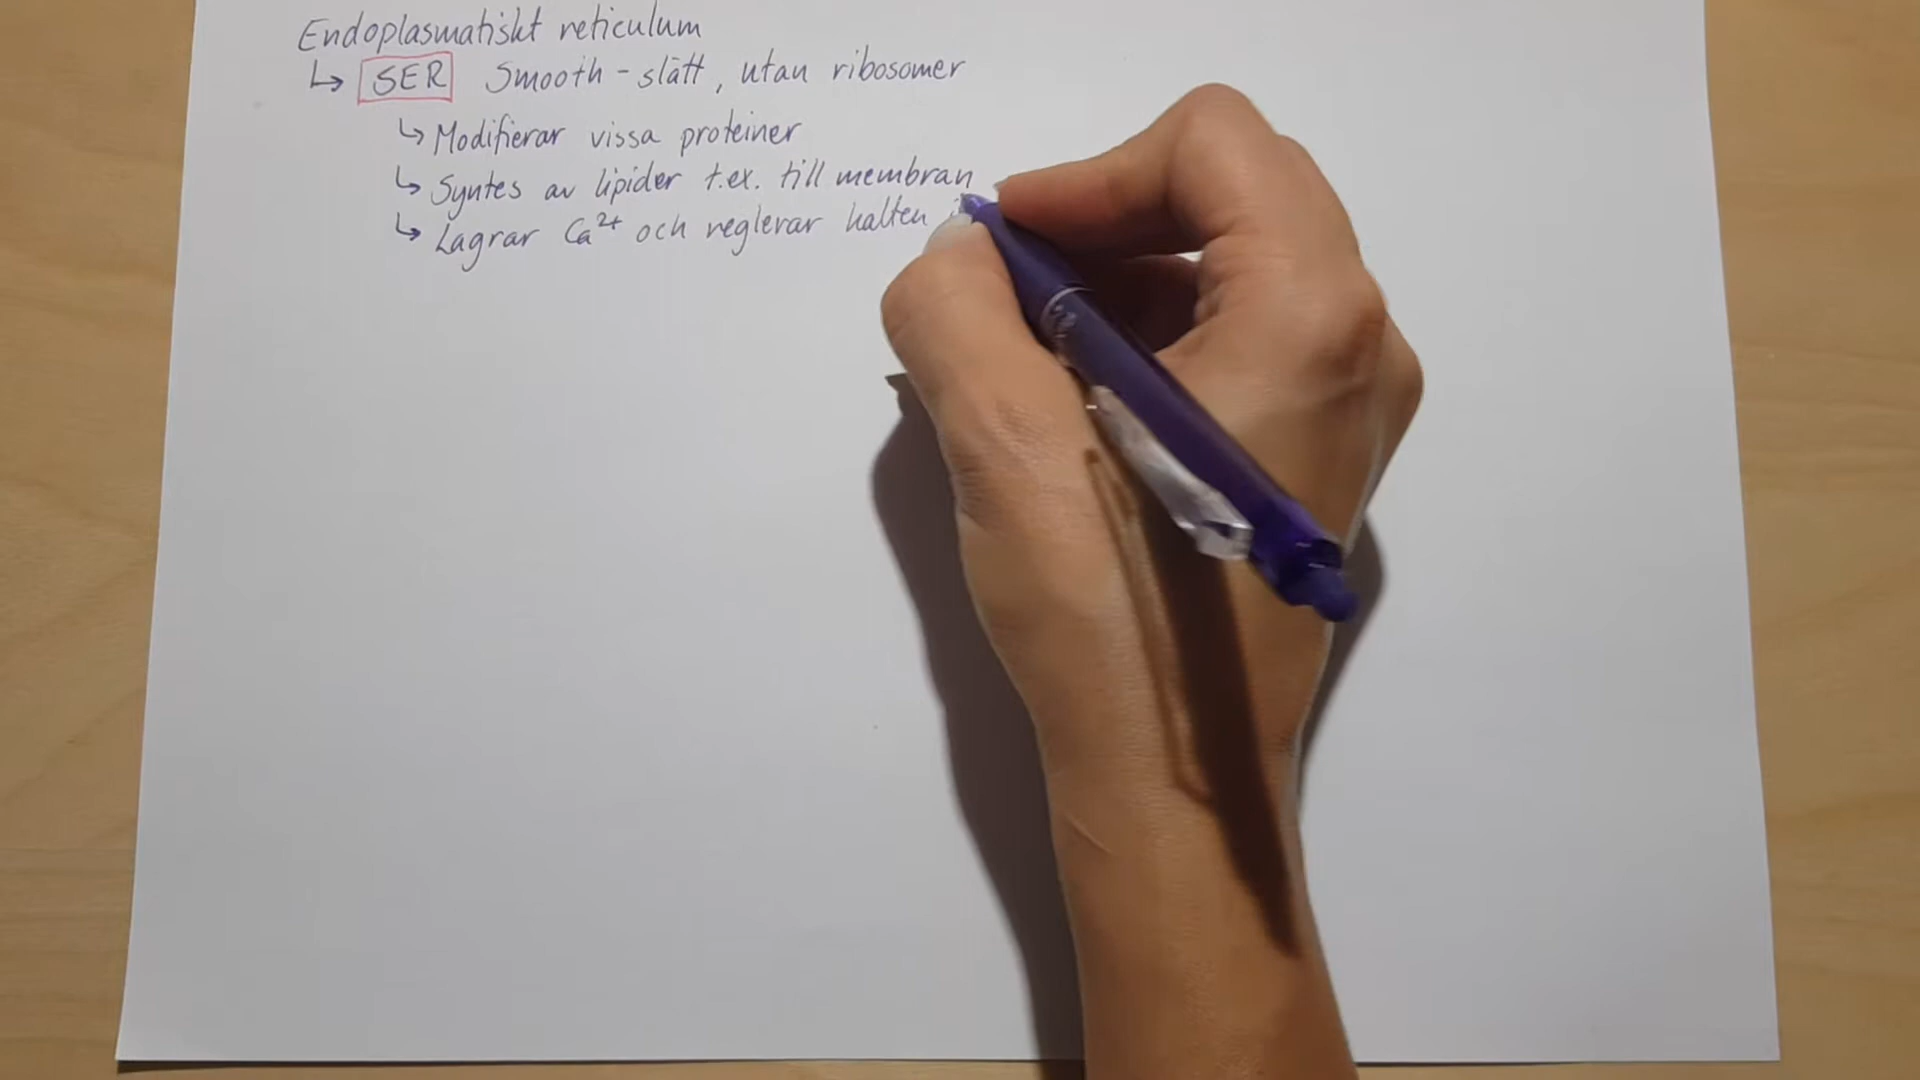 Endoplasmatiskt reticulum
↳ SER Smooth - slätt, utan ribosomer
↳ Modifierar vissa proteiner
↳ Syntes av lipider t.ex. till membran
↳ Lagrar Ca²⁺ och reglerar halten